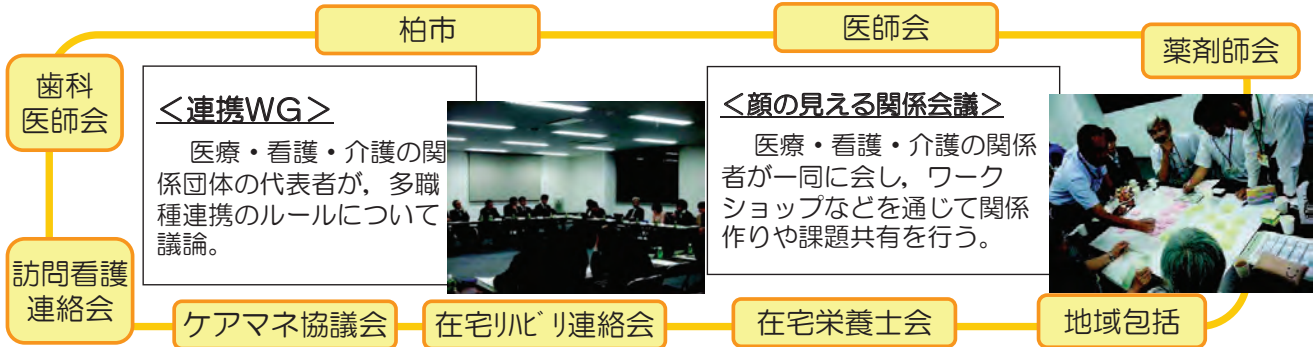 柏市
医師会
薬剤師会
歯科
医師会
＜連携WG＞
医療・看護・介護の関
係団体の代表者が，多職
種連携のルールについて
議論。
＜顔の見える関係会議＞
医療・看護・介護の関係
者が一同に会し，ワーク
ショップなどを通じて関係
作りや課題共有を行う。
訪問看護
連絡会
ケアマネ協議会
在宅ﾘﾊﾋﾞﾘ連絡会
在宅栄養士会
地域包括